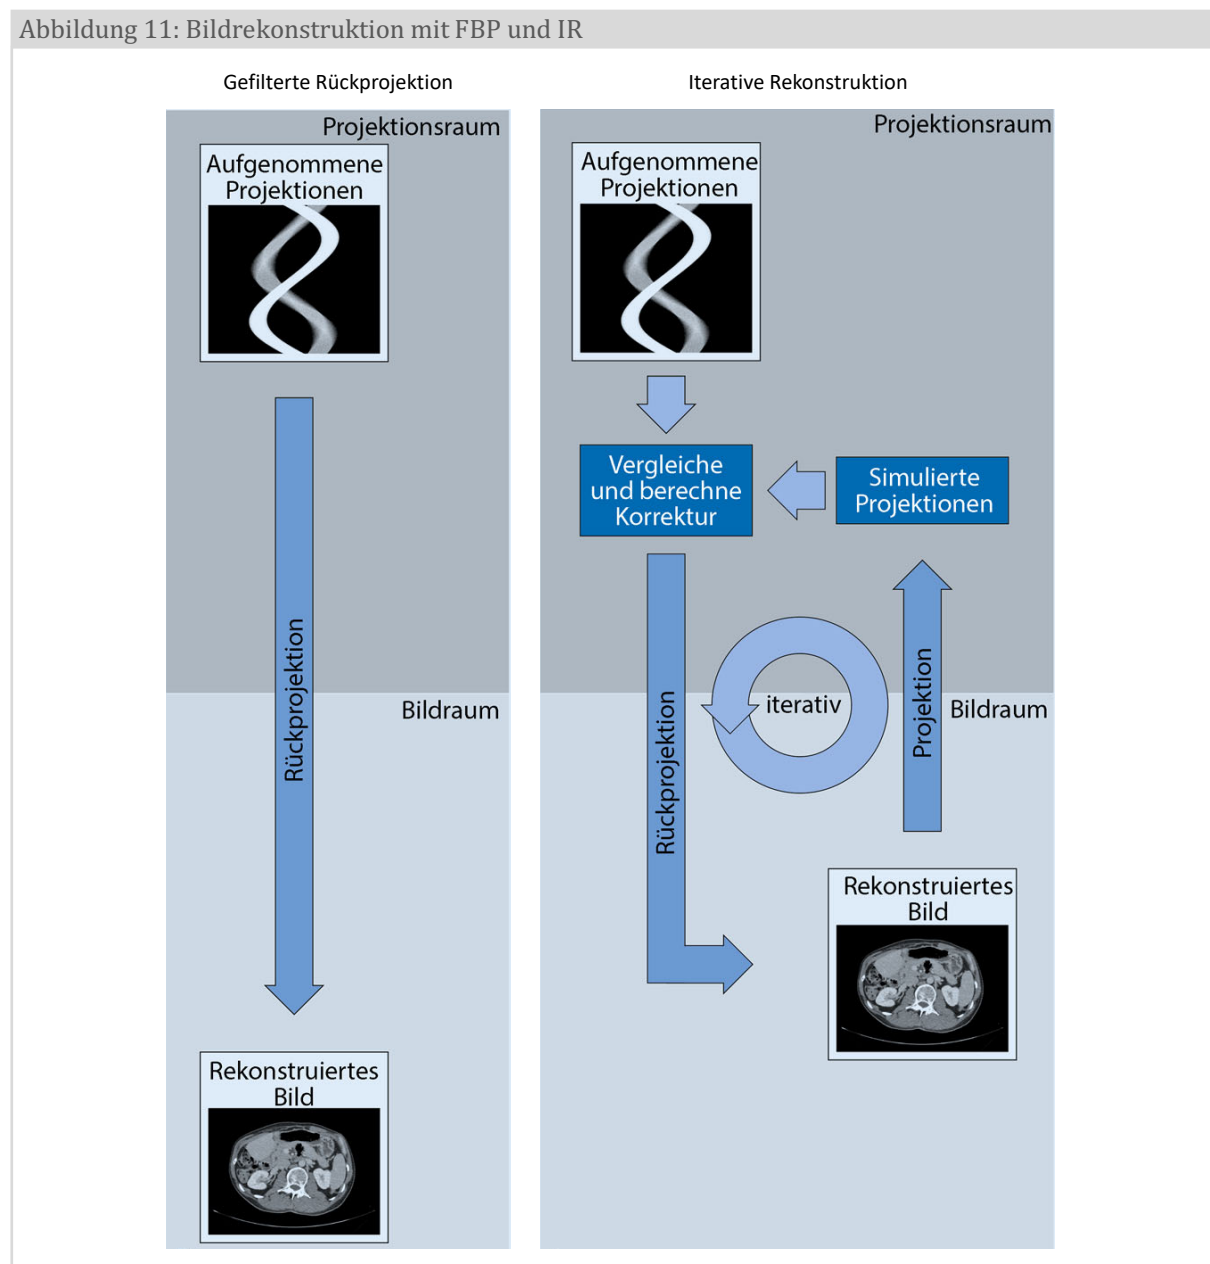 Abbildung 11: Bildrekonstruktion mit FBP und IR
Gefilterte Rückprojektion
Projektionsraum
Aufgenommene
Projektionen
Rückprojektion
Bildraum
Rekonstruiertes
Bild
Iterative Rekonstruktion
Projektionsraum
Aufgenommene
Projektionen
Vergleiche
und berechne
Korrektur
Simulierte
Projektionen
Rückprojektion
iterativ
Projektion
Bildraum
Rekonstruiertes
Bild